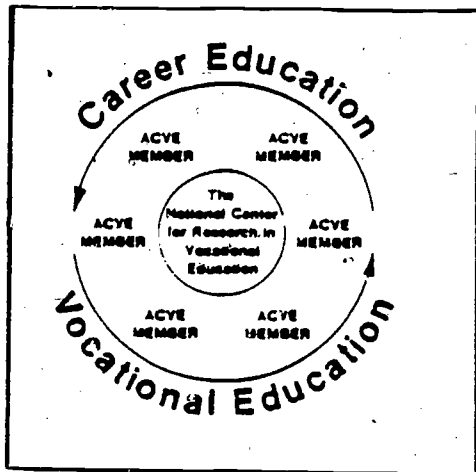 Career Education
ACVE
MEMBER
ACVE
MEMBER
ACVE
MEMBER
The
National Center
for Research in
Vocational
Education
ACVE
MEMBER
ACVE
MEMBER
ACVE
MEMBER
Vocational Education